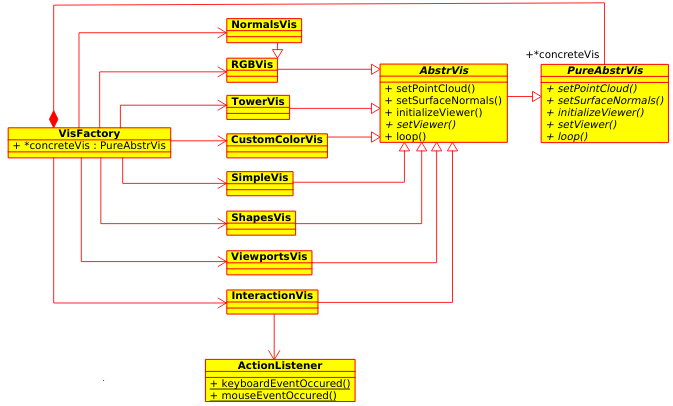 NormalsVis
+*concreteVis
RGBVis
AbstrVis
+ setPointCloud()
+ setSurfaceNormals()
+ initializeViewer()
+ setViewer()
+ loop()
PureAbstrVis
+ setPointCloud()
+ setSurfaceNormals()
+ initializeViewer()
+ setViewer()
+ loop()
TowerVis
VisFactory
+ *concreteVis : PureAbstrVis
CustomColorVis
SimpleVis
ShapesVis
ViewportsVis
InteractionVis
ActionListener
+ keyboardEventOccured()
+ mouseEventOccured()